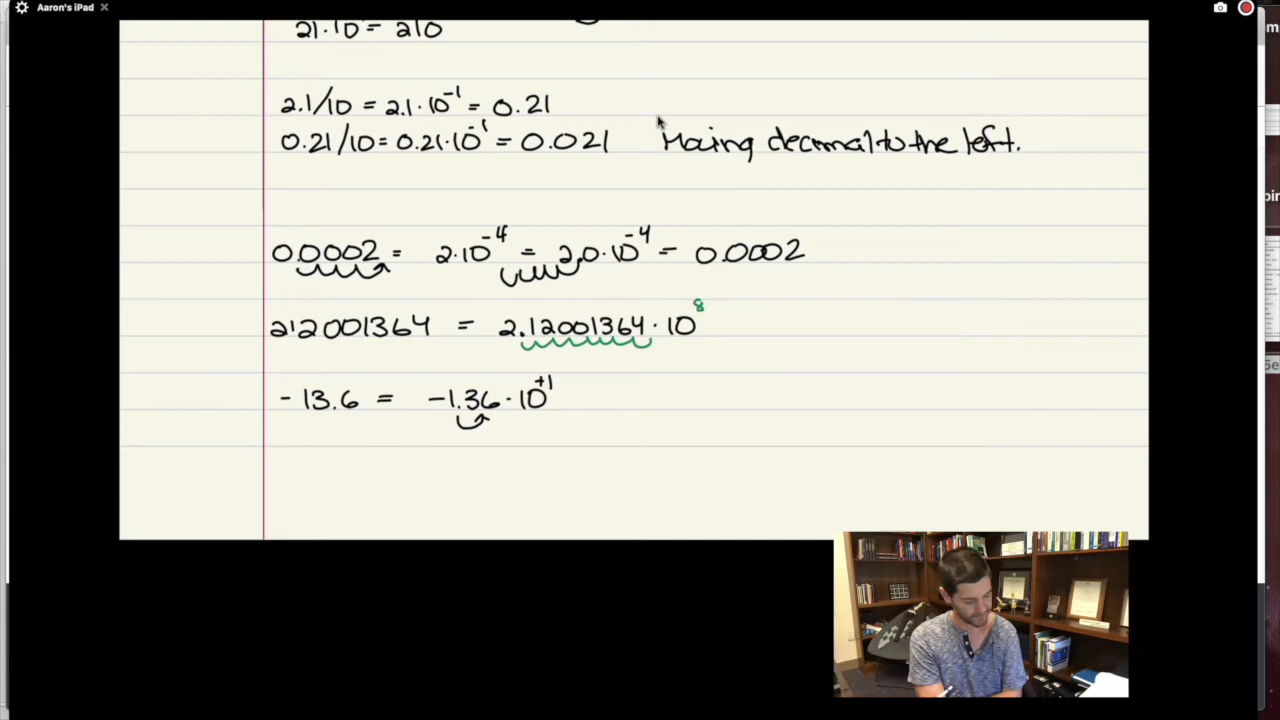 Aaron's iPad
21·10 = 210
2.1/10 = 2.1·10⁻¹ = 0.21
0.21/10 = 0.21·10⁻¹ = 0.021 Moving decimal to the left.
0.0002 = 2·10⁻⁴ = 2.0·10⁻⁴ = 0.0002
212001364 = 2.12001364·10⁸
-13.6 = -1.36·10⁺¹